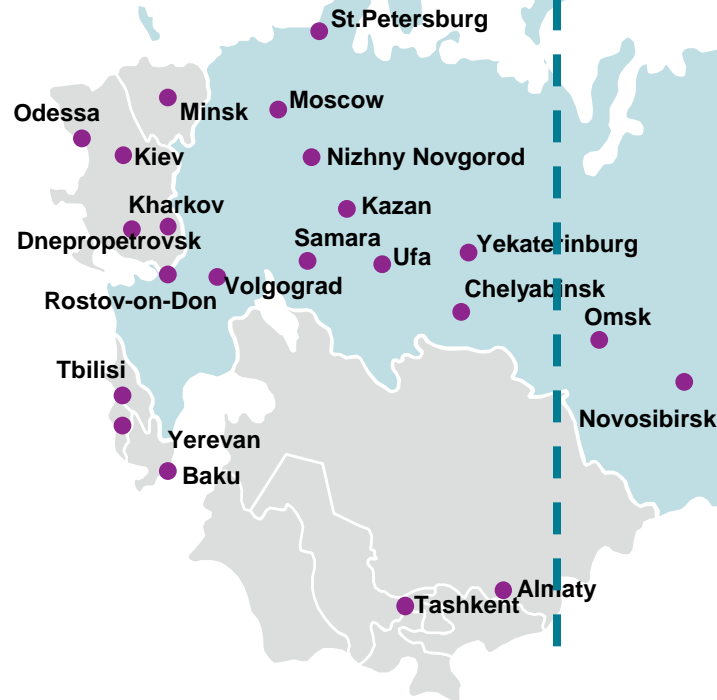 St.Petersburg
Moscow
Odessa
Minsk
Kiev
Nizhny Novgorod
Kharkov
Kazan
Dnepropetrovsk
Samara
Ufa
Yekaterinburg
Rostov-on-Don
Volgograd
Chelyabinsk
Omsk
Tbilisi
Novosibirsk
Yerevan
Baku
Almaty
Tashkent